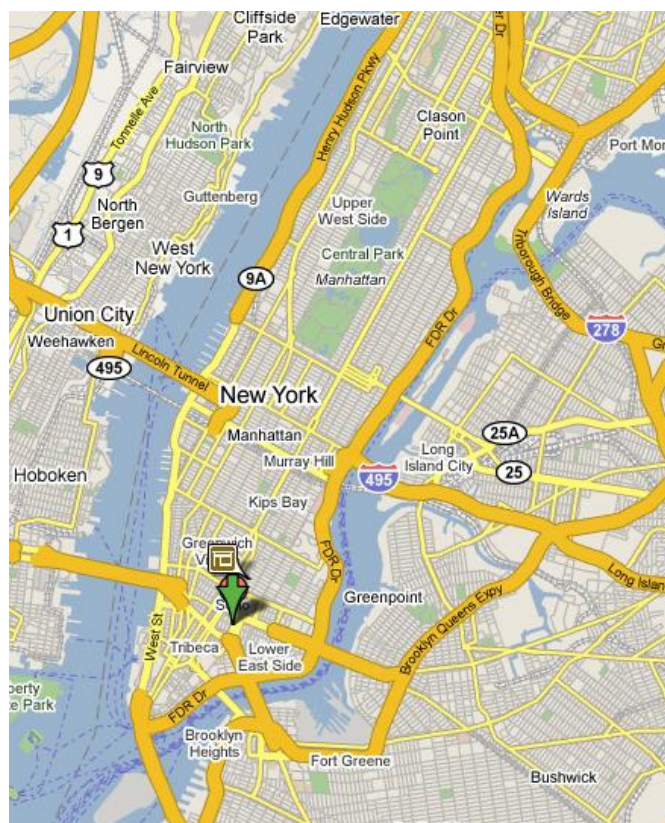 Cliffside
Park
Edgewater
Fairview
Tonnelle Ave
North
Hudson Park
Henry Hudson Pkwy
Clason
Point
Port Mor
9
Guttenberg
Upper
West Side
Wards
Island
North
Bergen
1
West
New York
Central Park
Manhattan
9A
Triborough Bridge
Union City
278
Weehawken
Lincoln Tunnel
FDR Dr
495
New York
25A
Manhattan
Long
Island City
Murray Hill
25
Hoboken
495
Kips Bay
Greenwich
FDR Dr
Long Island
Greenpoint
Brooklyn Queens Expy
West St
Tribeca
Lower
East Side
FDR Dr
Brooklyn
Heights
Fort Greene
Bushwick